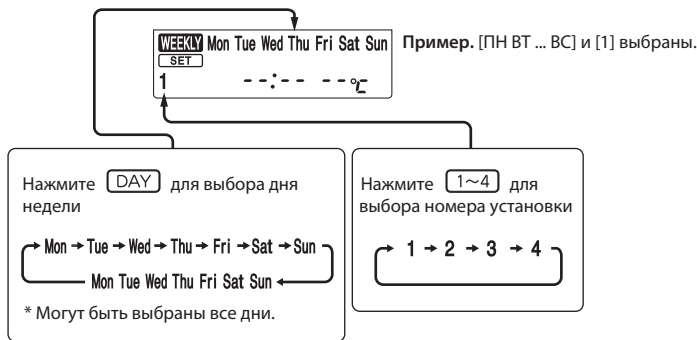 WEEKLY Mon Tue Wed Thu Fri Sat Sun
SET
1 --:-- --°C
Пример. [ПН ВТ ... ВС] и [1] выбраны.
Нажмите DAY для выбора дня
недели
Mon → Tue → Wed → Thu → Fri → Sat → Sun
Mon Tue Wed Thu Fri Sat Sun
* Могут быть выбраны все дни.
Нажмите 1~4 для
выбора номера установки
1 → 2 → 3 → 4